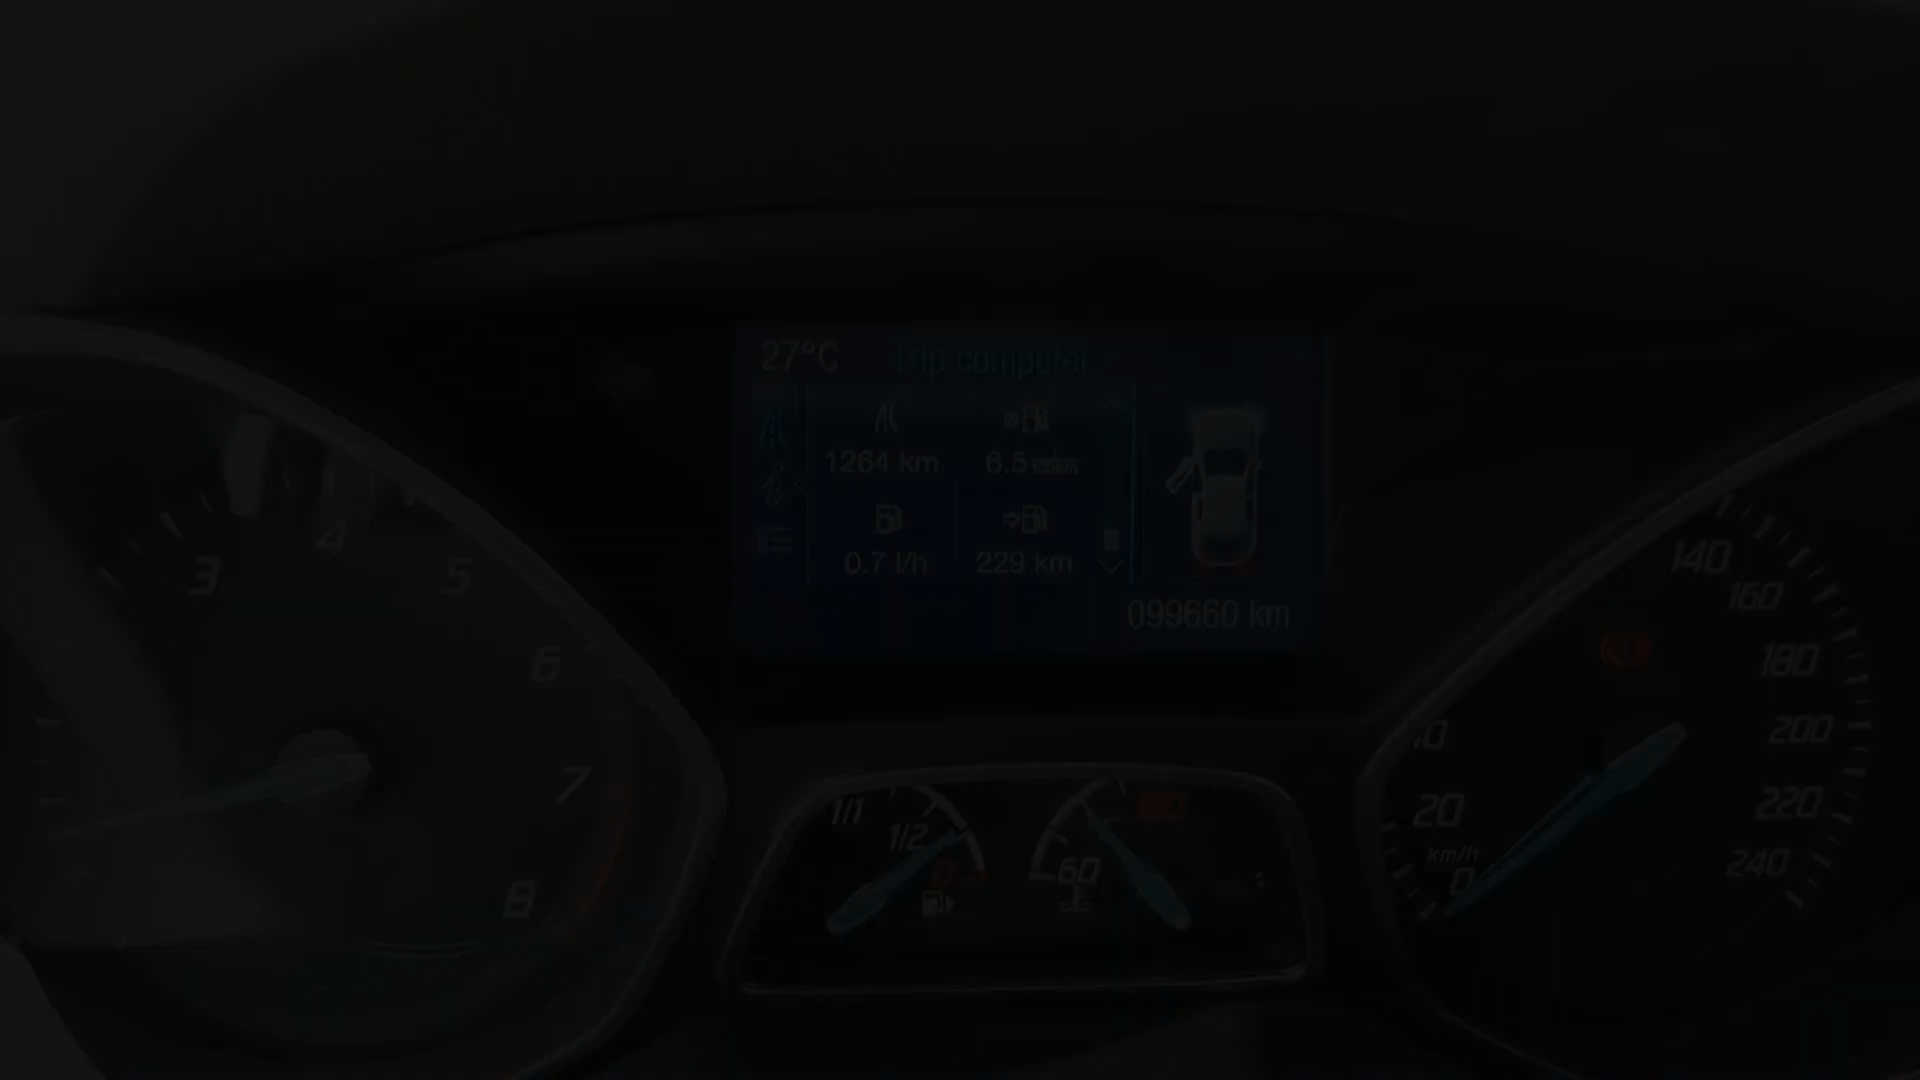 27°C Trip computer
1264 km 6.5
0.7 l/h 229 km
099660 km
3 4 5 6 7 8
1/1 1/2 0
60
0 20 km/h 140 160 180 200 220 240